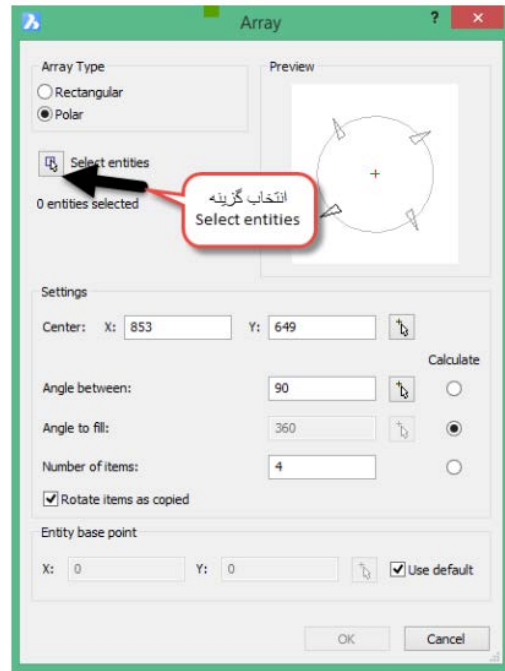 Array
?
×
Array Type
Rectangular
Polar
Preview
Select entities
0 entities selected
انتخاب گزینه
Select entities
Settings
Center: X: 853 Y: 649
Calculate
Angle between: 90
Angle to fill: 360
Number of items: 4
Rotate items as copied
Entity base point
X: 0 Y: 0 Use default
OK Cancel